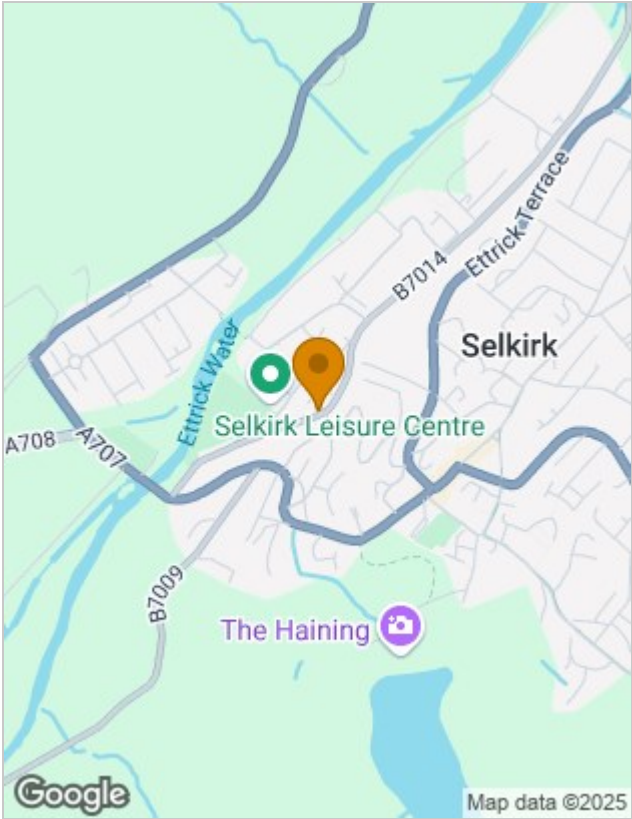 Ettrick Terrace
B7014
Selkirk
Ettrick Water
Selkirk Leisure Centre
A708
A707
B7009
The Haining
Google
Map data ©2025